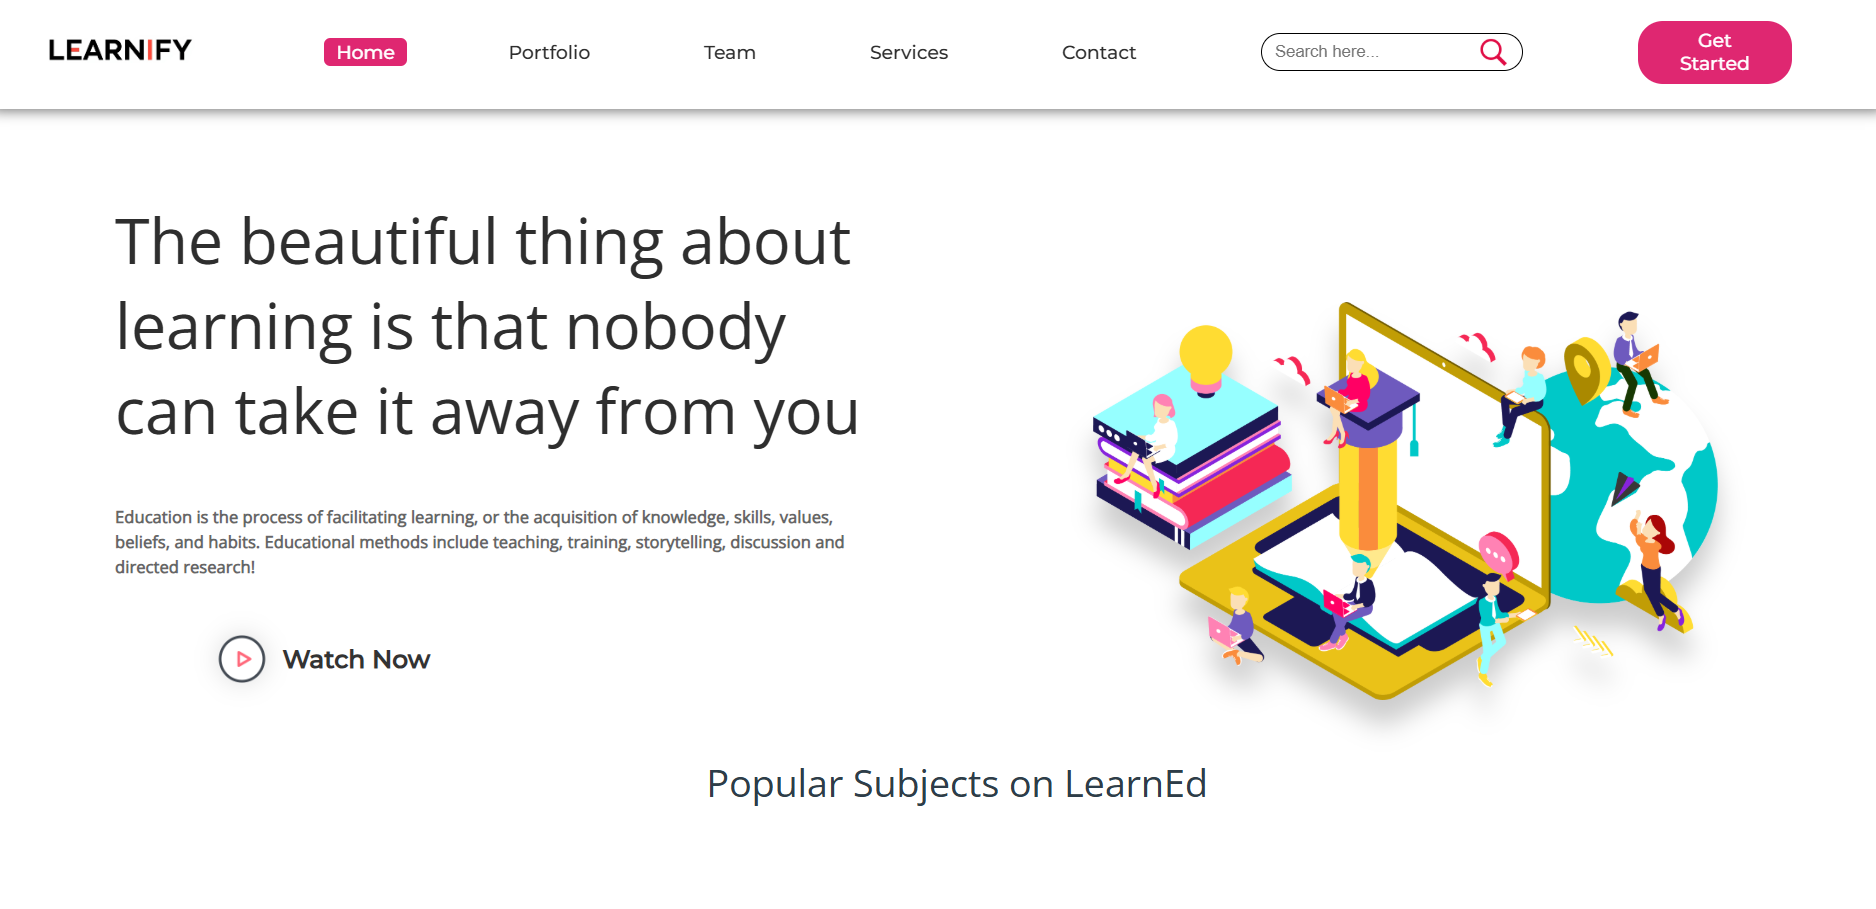 LEARNIFY
Home
Portfolio
Team
Services
Contact
Search here...
Get
Started
The beautiful thing about
learning is that nobody
can take it away from you
Education is the process of facilitating learning, or the acquisition of knowledge, skills, values,
beliefs, and habits. Educational methods include teaching, training, storytelling, discussion and
directed research!
Watch Now
Popular Subjects on LearnEd